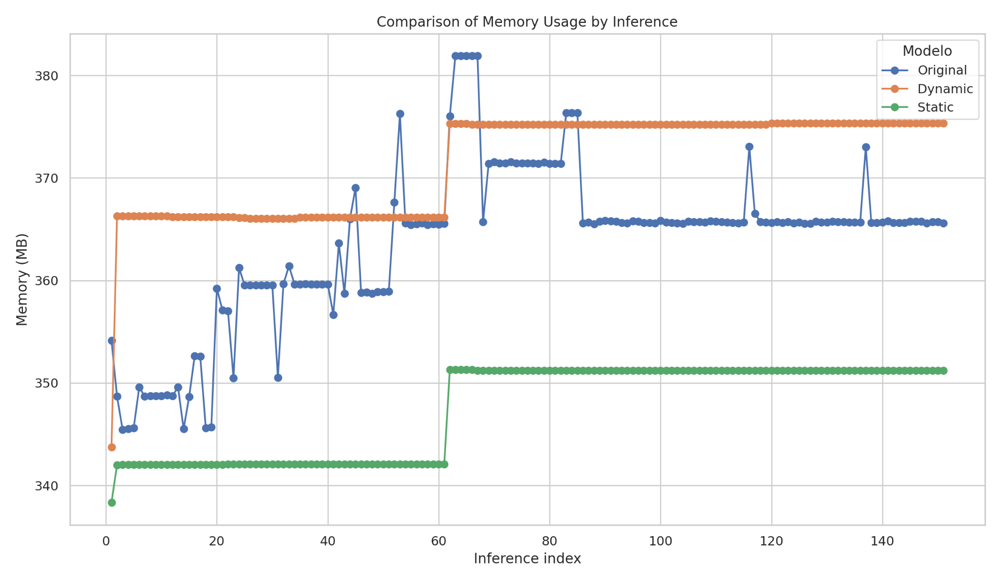 Comparison of Memory Usage by Inference
Modelo
Original
Dynamic
Static
380
370
360
350
340
Memory (MB)
0 20 40 60 80 100 120 140
Inference index